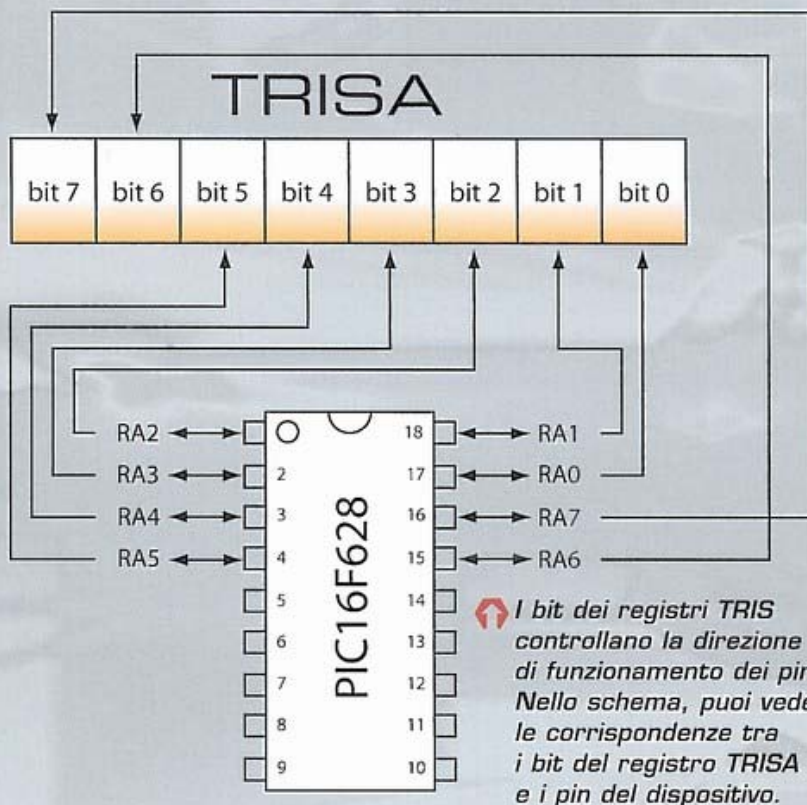 TRISA
bit 7 bit 6 bit 5 bit 4 bit 3 bit 2 bit 1 bit 0
RA2 18 RA1
RA3 2 17 RA0
RA4 3 16 RA7
RA5 4 15 RA6
5 14
6 13
7 12
8 11
9 10
PIC16F628
I bit dei registri TRIS
controllano la direzione
di funzionamento dei pin
Nello schema, puoi vede
le corrispondenze tra
i bit del registro TRISA
e i pin del dispositivo.